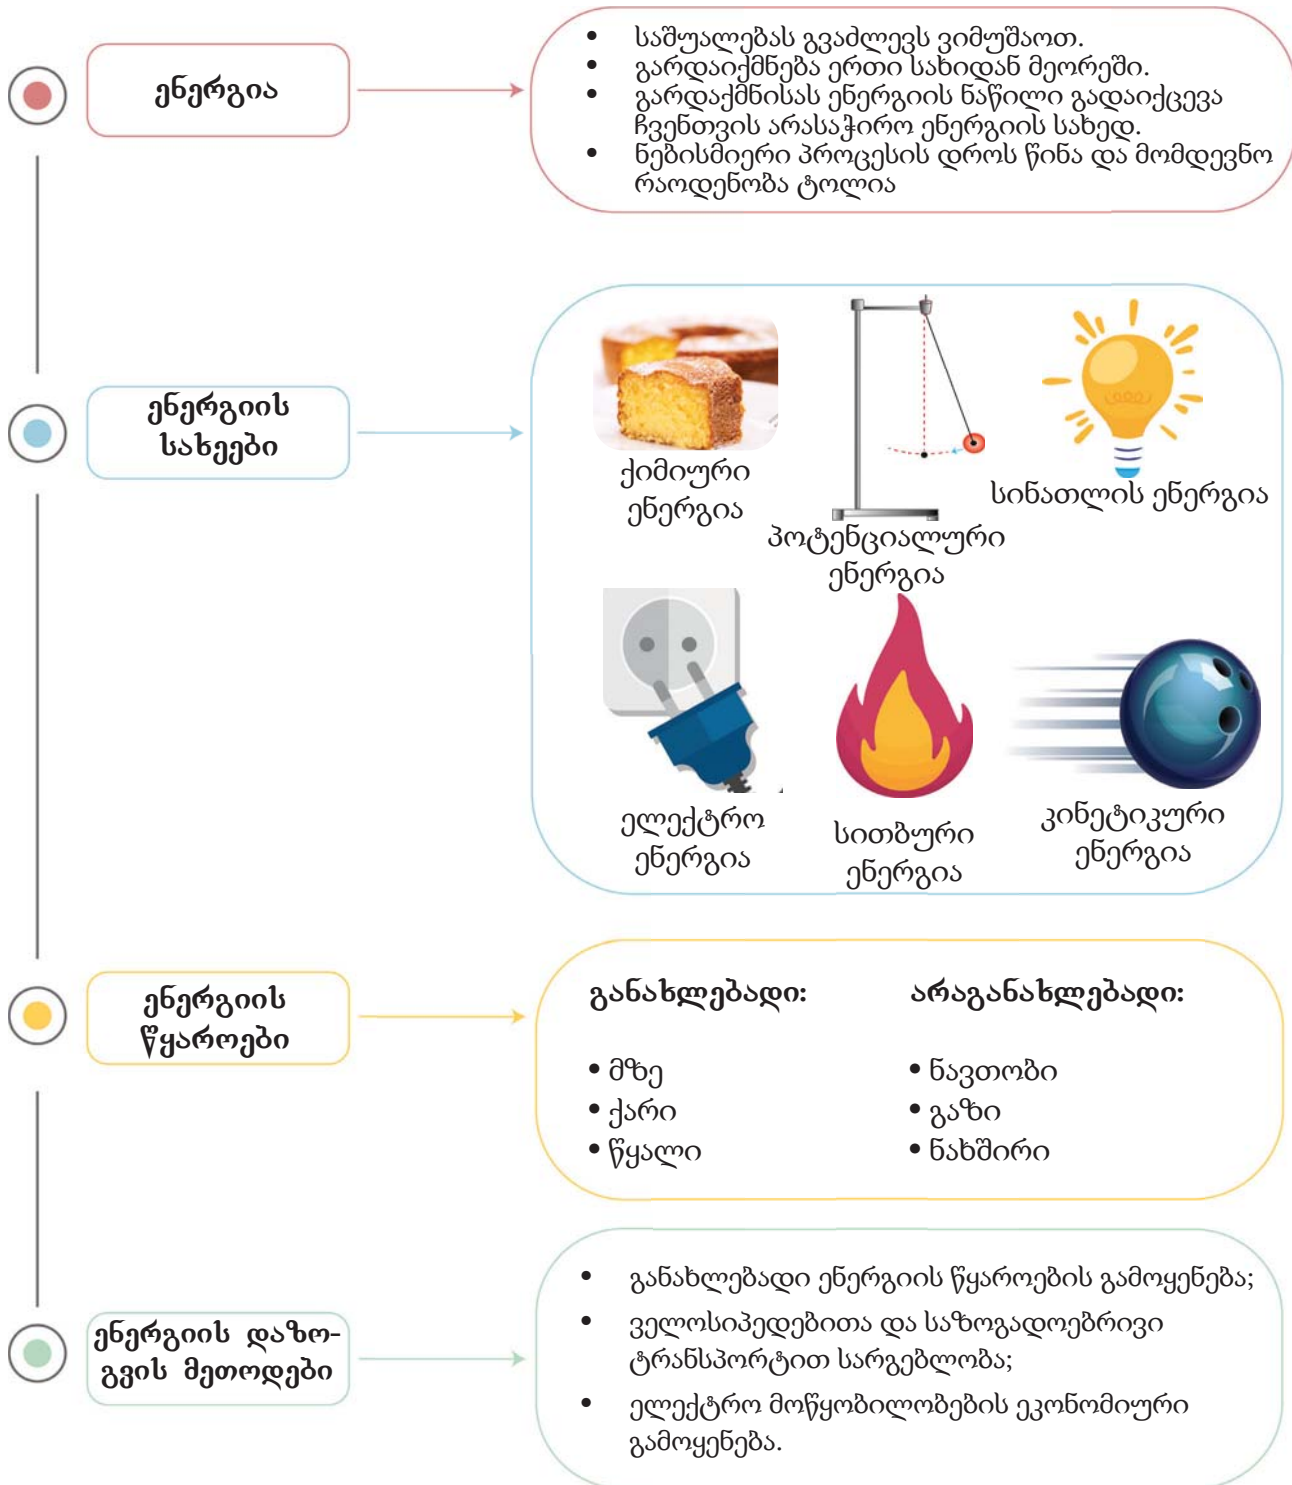 ენერგია
• საშუალებას გვაძლევს ვიმუშაოთ.
• გარდაიქმნება ერთი სახიდან მეორეში.
• გარდაქმნისას ენერგიის ნაწილი გადაიქცევა
ჩვენთვის არასაჭირო ენერგიის სახედ.
• ნებისმიერი პროცესის დროს წინა და მომდევნო
რაოდენობა ტოლია
ენერგიის
სახეები
ქიმიური
ენერგია
პოტენციალური
ენერგია
სინათლის ენერგია
ელექტრო
ენერგია
სითბური
ენერგია
კინეტიკური
ენერგია
ენერგიის
წყაროები
განახლებადი:
• მზე
• ქარი
• წყალი
არაგანახლებადი:
• ნავთობი
• გაზი
• ნახშირი
ენერგიის დაზო-
გვის მეთოდები
• განახლებადი ენერგიის წყაროების გამოყენება;
• ველოსიპედებითა და საზოგადოებრივი
ტრანსპორტით სარგებლობა;
• ელექტრო მოწყობილობების ეკონომიური
გამოყენება.